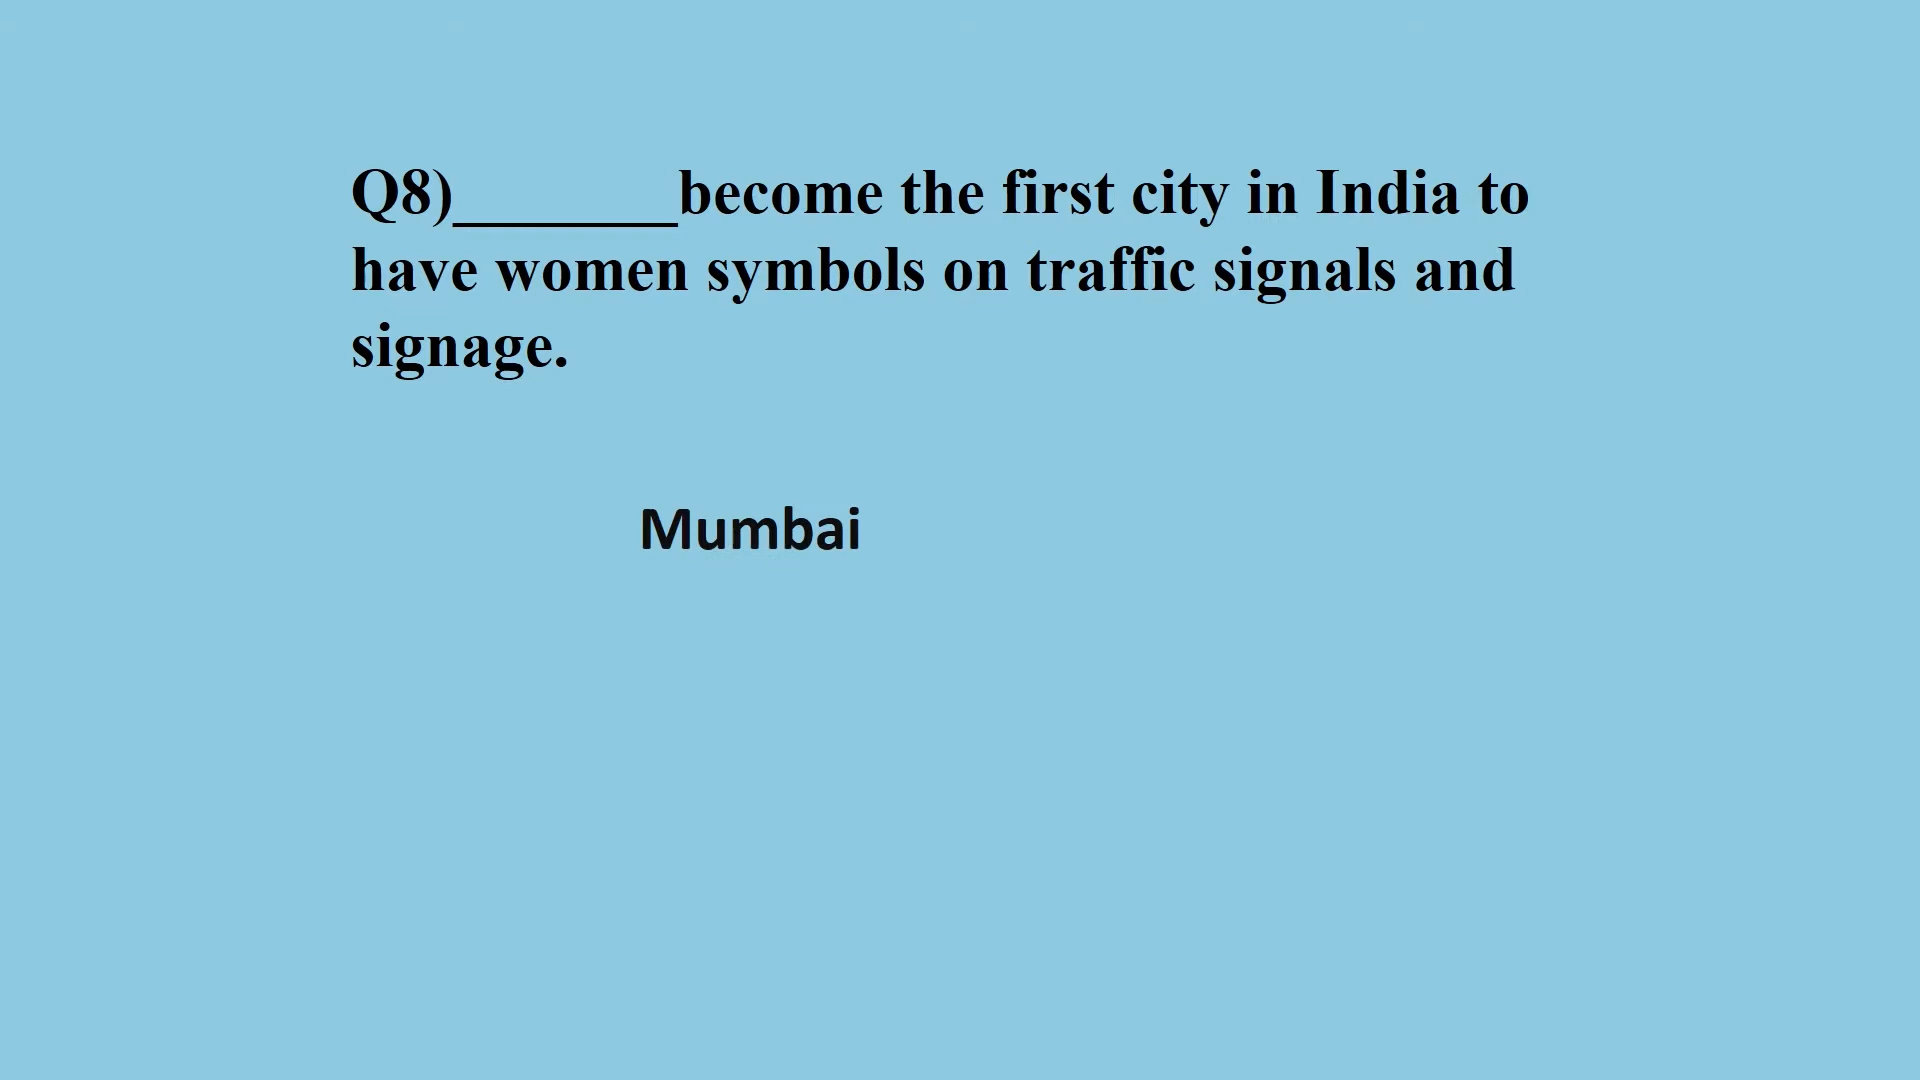 Q8)_______become the first city in India to
have women symbols on traffic signals and
signage.
Mumbai